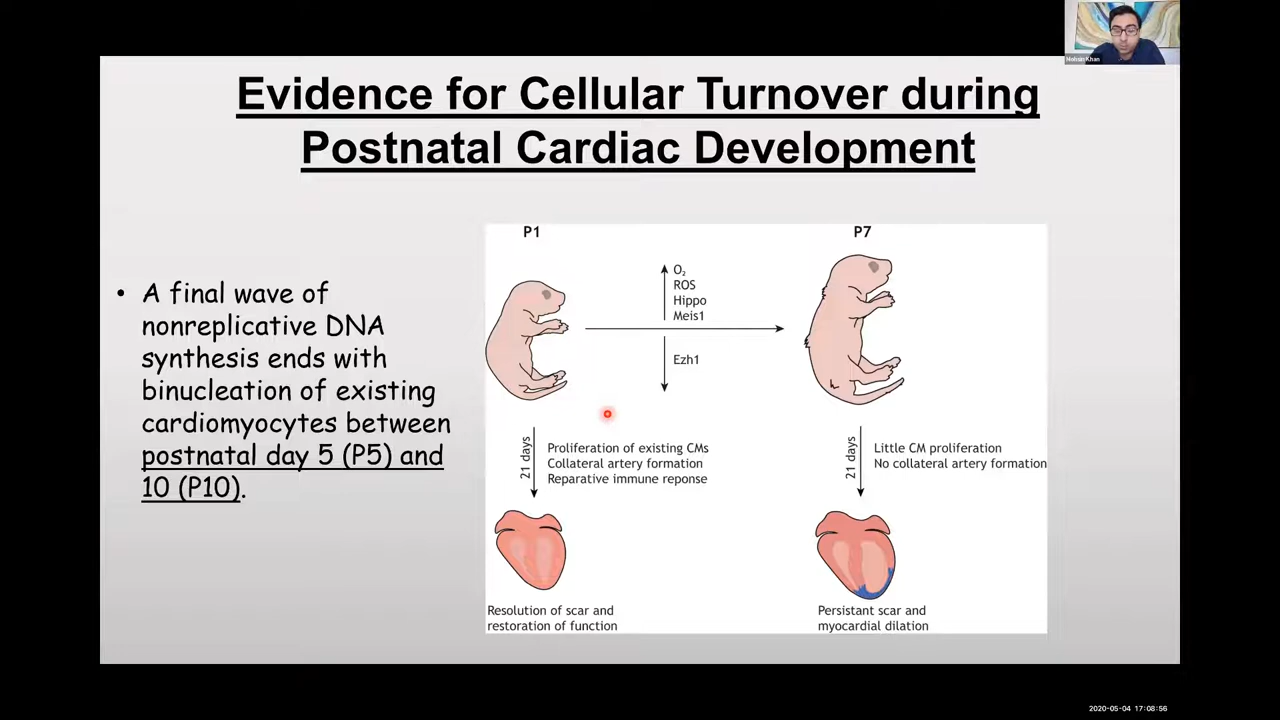 Mohsin Khan
Evidence for Cellular Turnover during
Postnatal Cardiac Development
• A final wave of
nonreplicative DNA
synthesis ends with
binucleation of existing
cardiomyocytes between
postnatal day 5 (P5) and
10 (P10).
P1
P7
O₂
ROS
Hippo
Meis1
Ezh1
21 days
Proliferation of existing CMs
Collateral artery formation
Reparative immune reponse
21 days
Little CM proliferation
No collateral artery formation
Resolution of scar and
restoration of function
Persistant scar and
myocardial dilation
2020-05-04 17:08:56